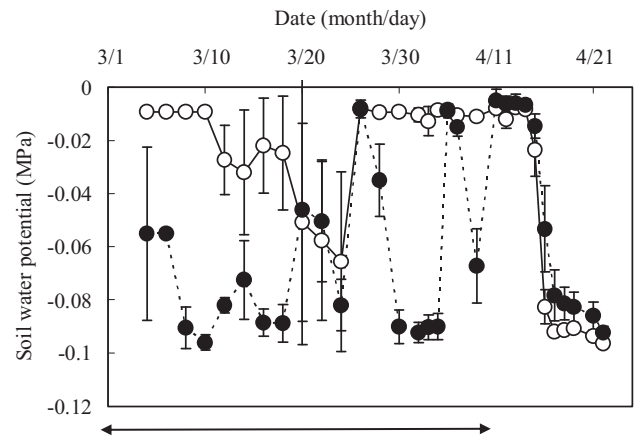 Date (month/day)
3/1 3/10 3/20 3/30 4/11 4/21
0
-0.02
-0.04
-0.06
-0.08
-0.1
-0.12
Soil water potential (MPa)